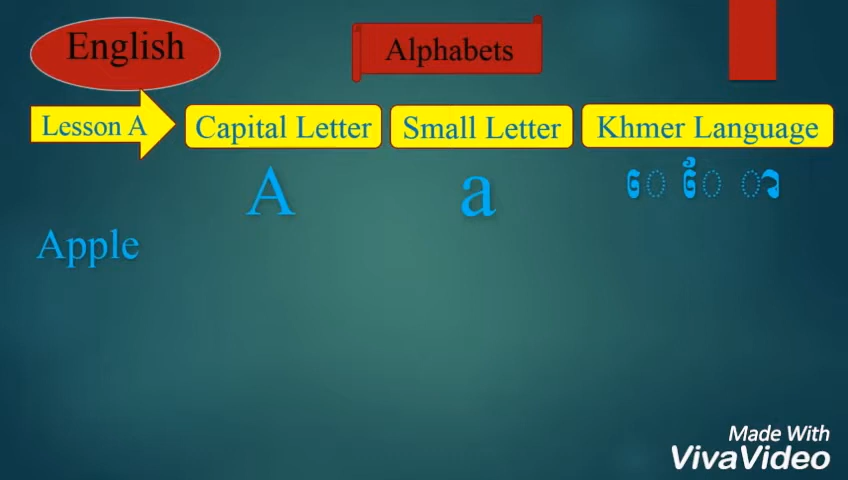 English
Alphabets
Lesson A
Capital Letter
Small Letter
Khmer Language
A
a
េ ែ ា
Apple
Made With
VivaVideo